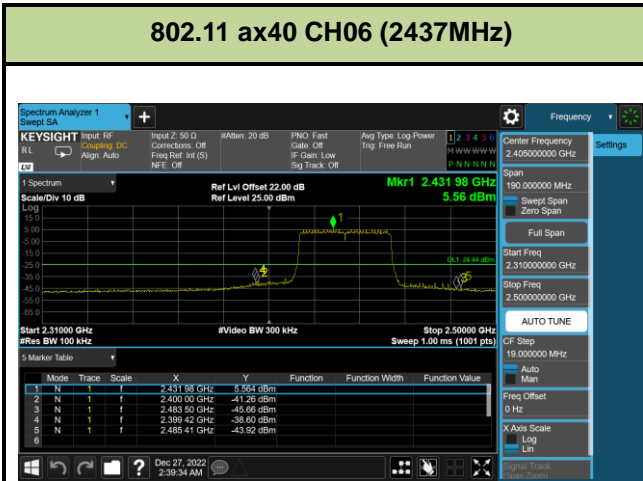 802.11 ax40 CH06 (2437MHz)
Spectrum Analyzer 1
Swept SA
Frequency
KEYSIGHT
RL
LXI
Input: RF
Coupling: DC
Align: Auto
Input Z: 50 Ω
Corrections: Off
Freq Ref: Int (S)
NFE: Off
#Atten: 20 dB
PNO: Fast
Gate: Off
IF Gain: Low
Sig Track: Off
Avg Type: Log-Power
Trig: Free Run
1 2 3 4 5 6
M W W W W W
P N N N N N
1 Spectrum
Scale/Div 10 dB
Ref Lvl Offset 22.00 dB
Ref Level 25.00 dBm
Mkr1 2.431 98 GHz
5.56 dBm
Log
15.0
5.00
-5.00
-15.0
-25.0
-35.0
-45.0
-55.0
-65.0
1
DL1 -24.44 dBm
Start 2.31000 GHz
#Res BW 100 kHz
#Video BW 300 kHz
Stop 2.50000 GHz
Sweep 1.00 ms (1001 pts)
5 Marker Table
Mode Trace Scale X Y Function Function Width Function Value
1 N 1 f 2.431 98 GHz 5.564 dBm
2 N 1 f 2.400 00 GHz -41.26 dBm
3 N 1 f 2.483 50 GHz -45.66 dBm
4 N 1 f 2.399 42 GHz -38.60 dBm
5 N 1 f 2.485 41 GHz -43.92 dBm
6
Dec 27, 2022
2:39:34 AM
Center Frequency
2.405000000 GHz
Settings
Span
190.000000 MHz
Swept Span
Zero Span
Full Span
Start Freq
2.310000000 GHz
Stop Freq
2.500000000 GHz
AUTO TUNE
CF Step
19.000000 MHz
Auto
Man
Freq Offset
0 Hz
X Axis Scale
Log
Lin
Signal Track
(Span Zoom)